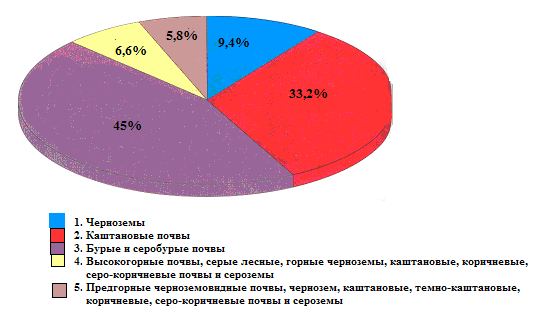 5,8%
9,4%
6,6%
33,2%
45%
1. Черноземы
2. Каштановые почвы
3. Бурые и серобурые почвы
4. Высокогорные почвы, серые лесные, горные черноземы, каштановые, коричневые,
серо-коричневые почвы и сероземы
5. Предгорные черноземовидные почвы, чернозем, каштановые, темно-каштановые,
коричневые, серо-коричневые почвы и сероземы